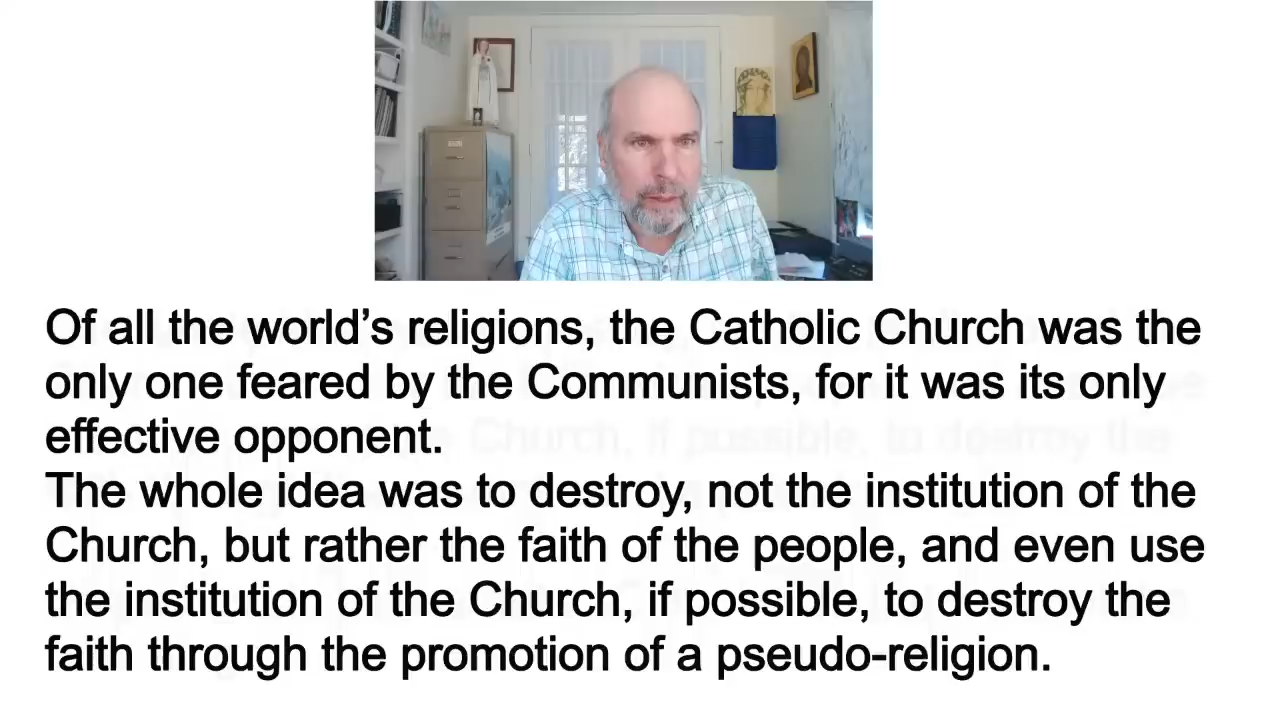 Of all the world’s religions, the Catholic Church was the
only one feared by the Communists, for it was its only
effective opponent.
The whole idea was to destroy, not the institution of the
Church, but rather the faith of the people, and even use
the institution of the Church, if possible, to destroy the
faith through the promotion of a pseudo-religion.